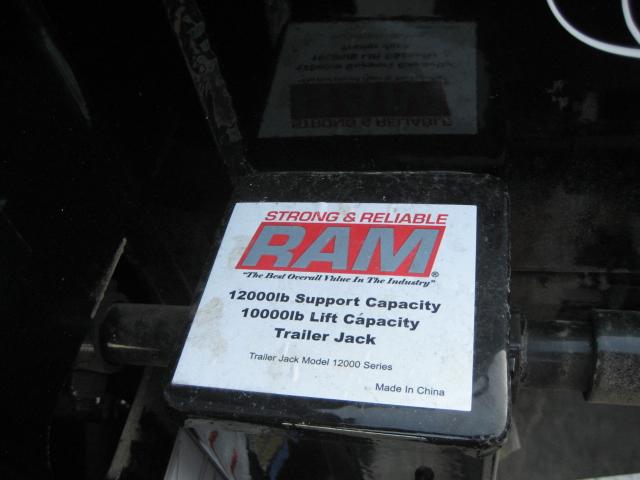 STRONG & RELIABLE
RAM®
"The Best Overall Value In The Industry"
12000lb Support Capacity
10000lb Lift Capacity
Trailer Jack
Trailer Jack Model 12000 Series
Made In China